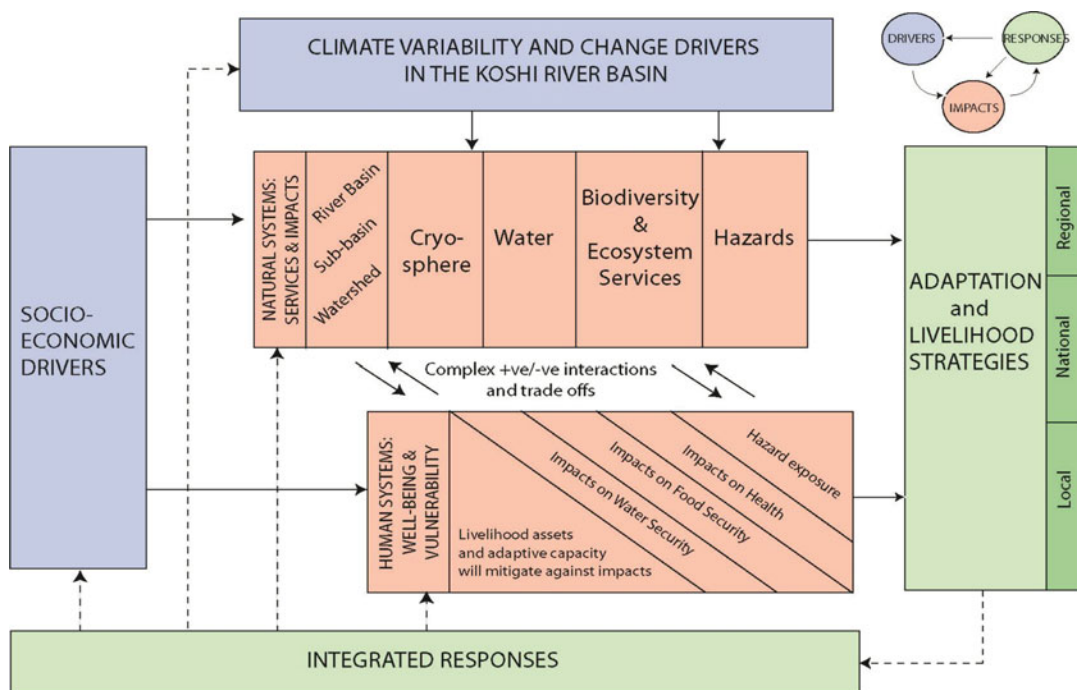 CLIMATE VARIABILITY AND CHANGE DRIVERS
IN THE KOSHI RIVER BASIN
DRIVERS
RESPONSES
IMPACTS
SOCIO-
ECONOMIC
DRIVERS
NATURAL SYSTEMS:
SERVICES & IMPACTS
River Basin
Sub-basin
Watershed
Cryo-
sphere
Water
Biodiversity
&
Ecosystem
Services
Hazards
Complex +ve/-ve interactions
and trade offs
HUMAN SYSTEMS:
WELL-BEING &
VULNERABILITY
Livelihood assets
and adaptive capacity
will mitigate against impacts
Impacts on Water Security
Impacts on Food Security
Impacts on Health
Hazard exposure
ADAPTATION
and
LIVELIHOOD
STRATEGIES
Regional
National
Local
INTEGRATED RESPONSES